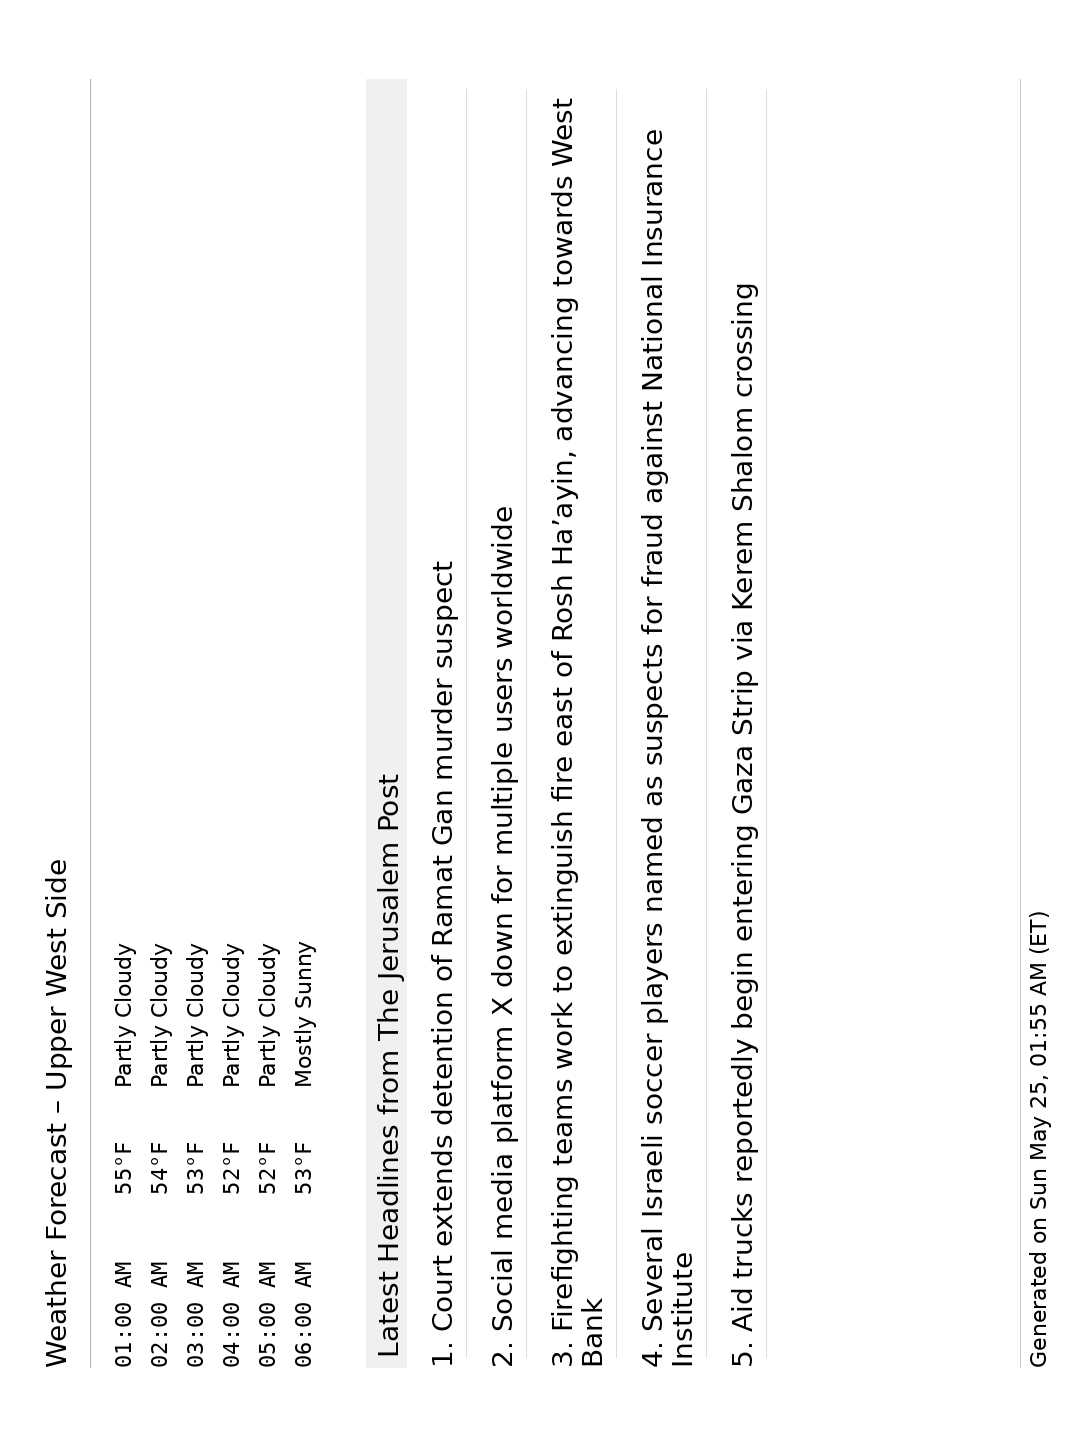 Weather Forecast – Upper West Side
01:00 AM 55°F Partly Cloudy
02:00 AM 54°F Partly Cloudy
03:00 AM 53°F Partly Cloudy
04:00 AM 52°F Partly Cloudy
05:00 AM 52°F Partly Cloudy
06:00 AM 53°F Mostly Sunny
Latest Headlines from The Jerusalem Post
1. Court extends detention of Ramat Gan murder suspect
2. Social media platform X down for multiple users worldwide
3. Firefighting teams work to extinguish fire east of Rosh Ha’ayin, advancing towards West
Bank
4. Several Israeli soccer players named as suspects for fraud against National Insurance
Institute
5. Aid trucks reportedly begin entering Gaza Strip via Kerem Shalom crossing
Generated on Sun May 25, 01:55 AM (ET)